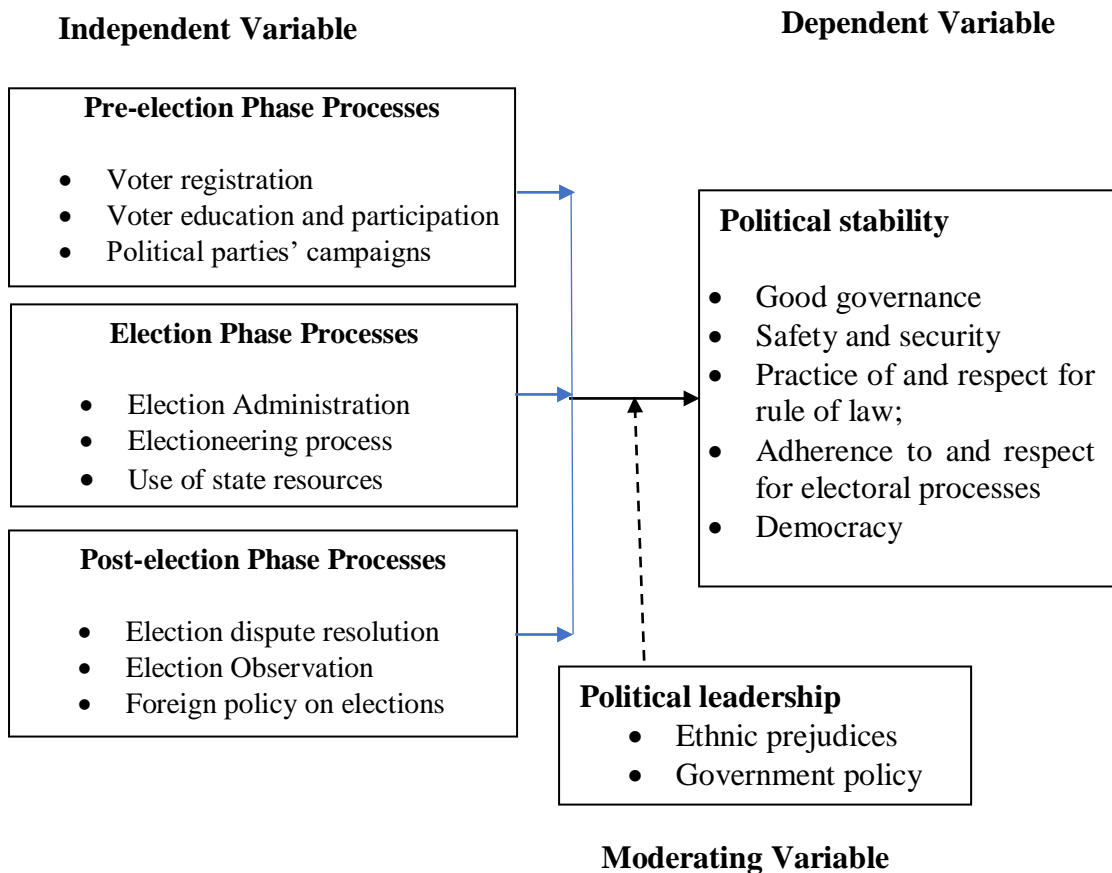 Independent Variable
Dependent Variable
Pre-election Phase Processes
• Voter registration
• Voter education and participation
• Political parties’ campaigns
Election Phase Processes
• Election Administration
• Electioneering process
• Use of state resources
Post-election Phase Processes
• Election dispute resolution
• Election Observation
• Foreign policy on elections
Political stability
• Good governance
• Safety and security
• Practice of and respect for
rule of law;
• Adherence to and respect
for electoral processes
• Democracy
Political leadership
• Ethnic prejudices
• Government policy
Moderating Variable